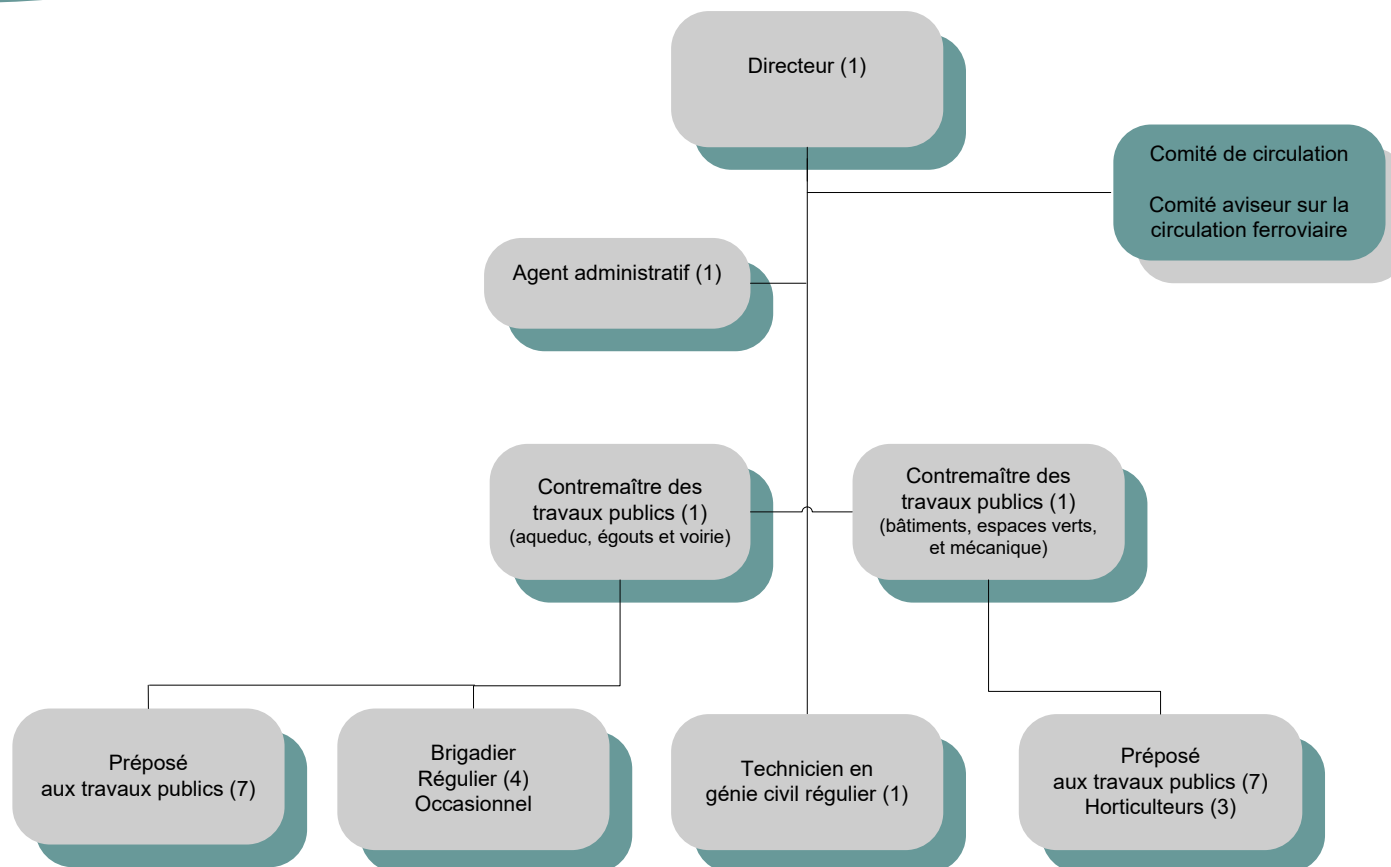 Directeur (1)
Comité de circulation
Comité aviseur sur la
circulation ferroviaire
Agent administratif (1)
Contremaître des
travaux publics (1)
(aqueduc, égouts et voirie)
Contremaître des
travaux publics (1)
(bâtiments, espaces verts,
et mécanique)
Préposé
aux travaux publics (7)
Brigadier
Régulier (4)
Occasionnel
Technicien en
génie civil régulier (1)
Préposé
aux travaux publics (7)
Horticulteurs (3)